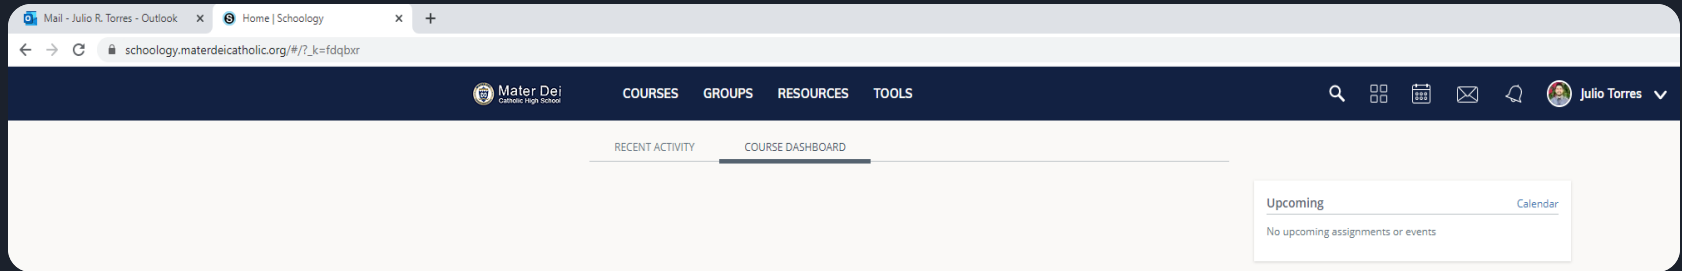 Mail - Julio R. Torres - Outlook
Home | Schoology
schoology.materdeicatholic.org/#/?_k=fdqbxr
Mater Dei
Catholic High School
COURSES GROUPS RESOURCES TOOLS
Julio Torres
RECENT ACTIVITY COURSE DASHBOARD
Upcoming Calendar
No upcoming assignments or events